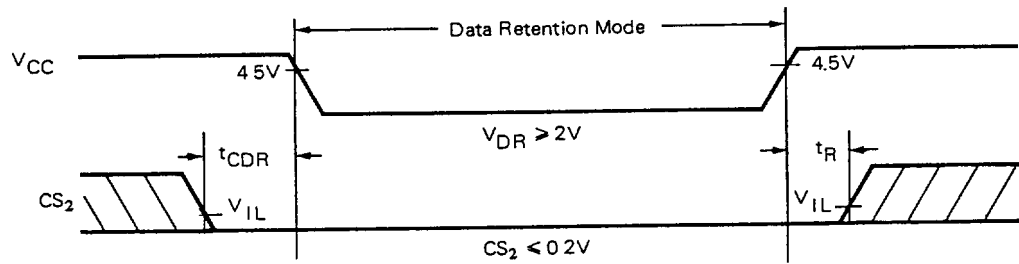 Data Retention Mode
VCC
4 5V
4.5V
VDR ⩾ 2V
tCDR
tR
CS2
VIL
VIL
CS2 ⩽ 0 2V